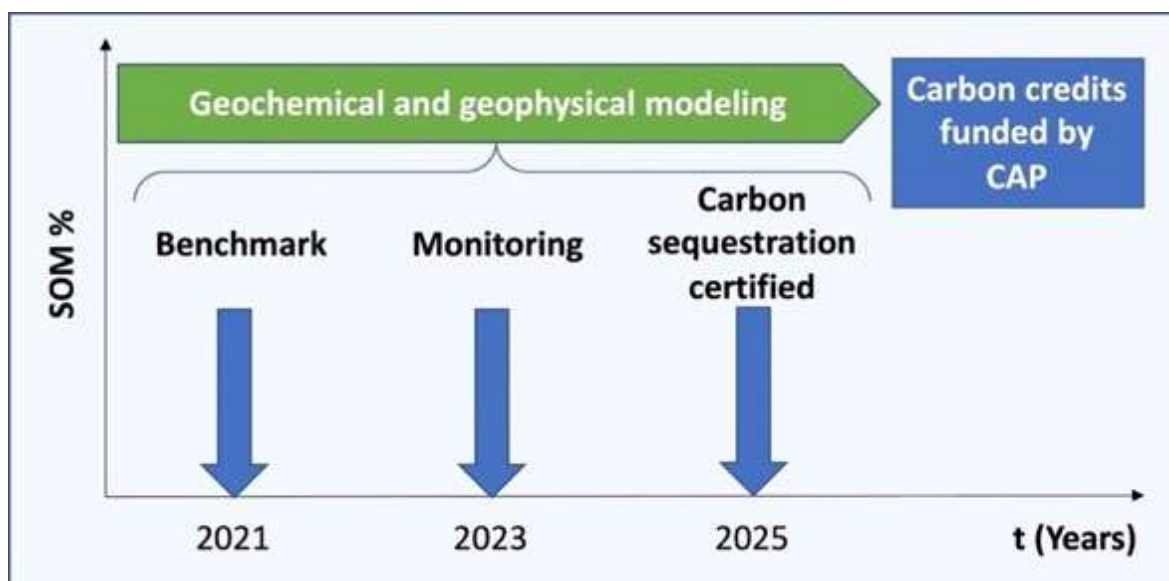 Geochemical and geophysical modeling
Carbon credits
funded by
CAP
SOM %
Benchmark
Monitoring
Carbon
sequestration
certified
2021
2023
2025
t (Years)